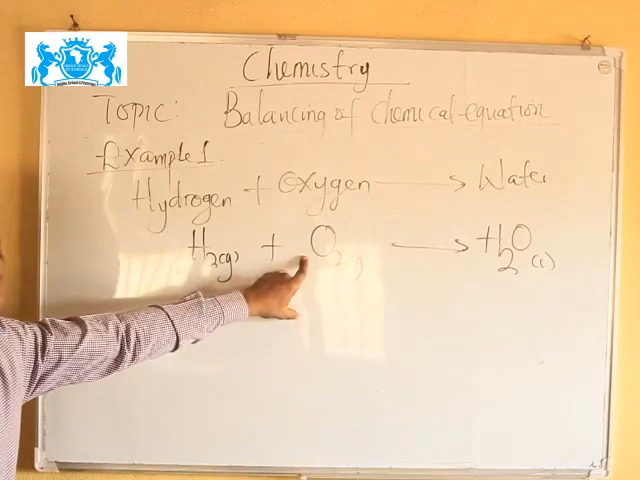 Chemistry
Topic: Balancing of chemical equation
Example 1.
Hydrogen + Oxygen → Water
H2(g) + O2(g) → H2O(l)